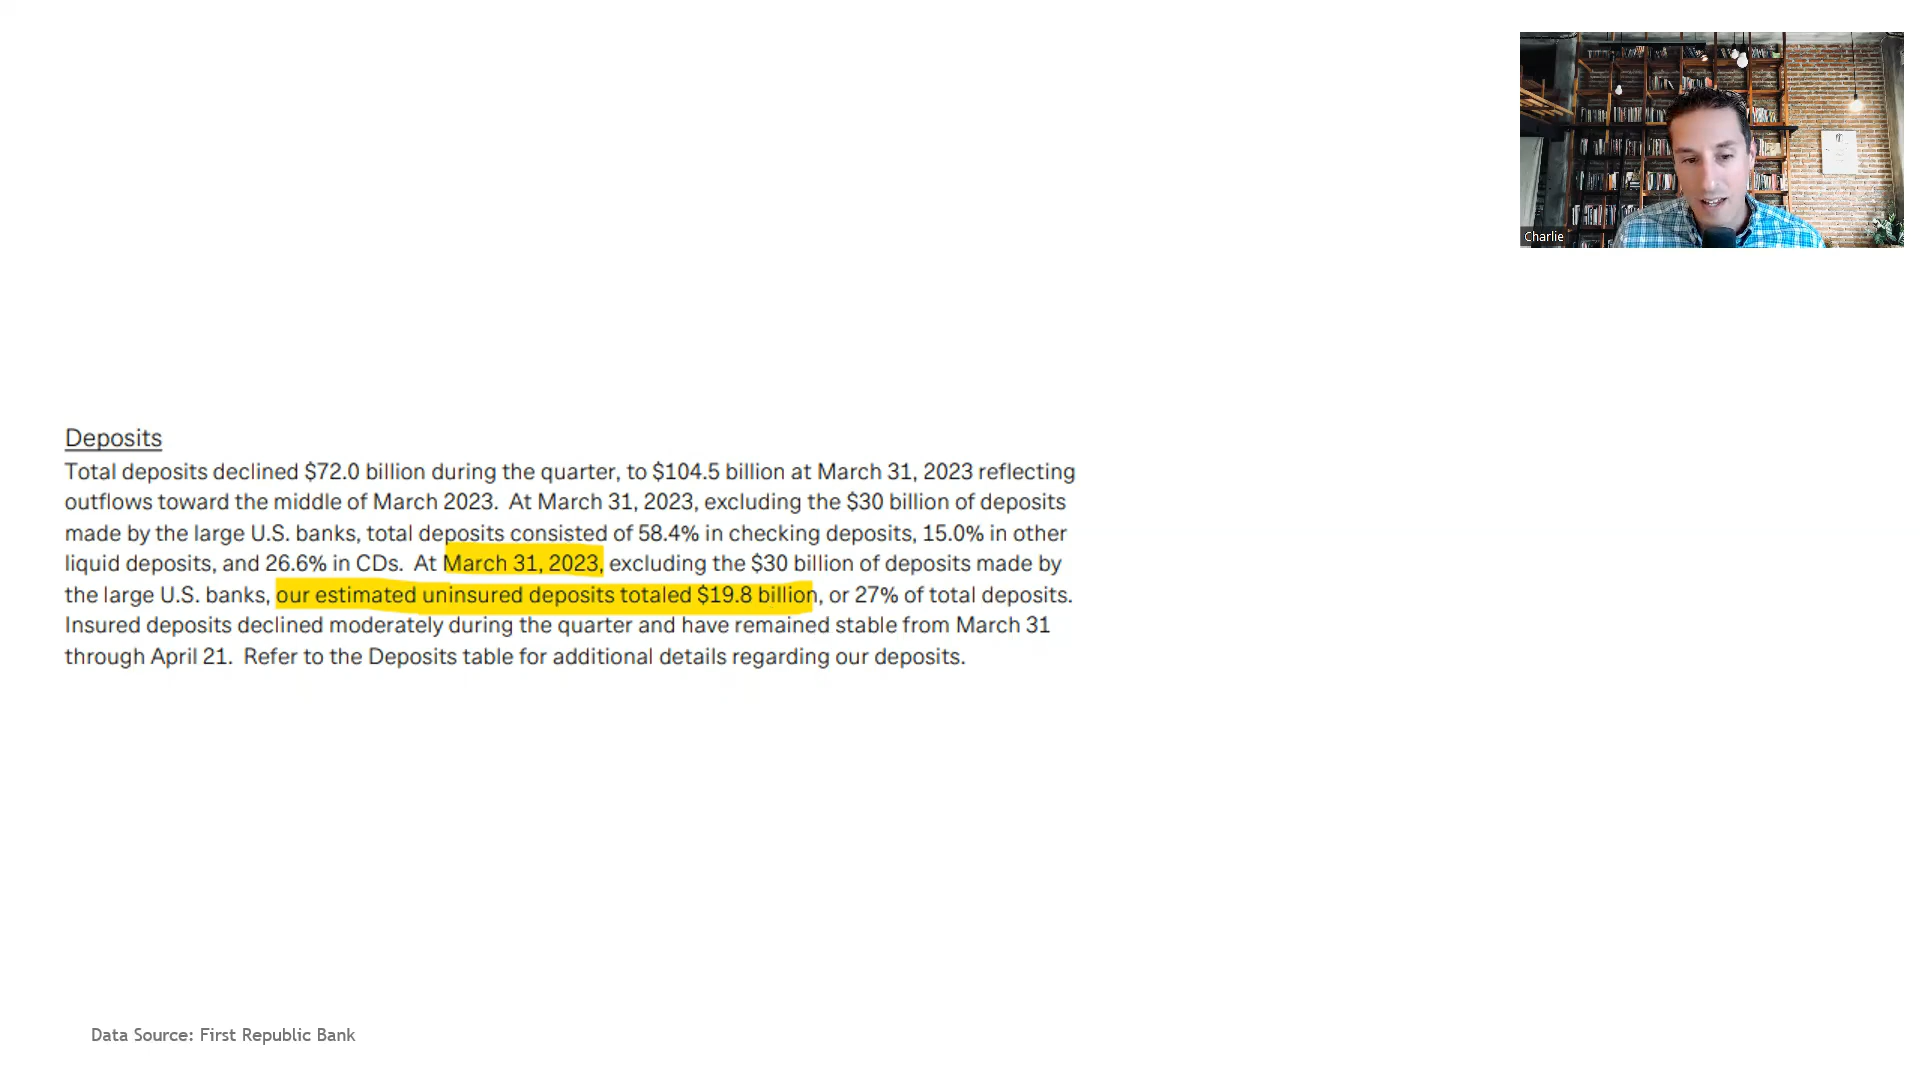 Charlie
Deposits
Total deposits declined $72.0 billion during the quarter, to $104.5 billion at March 31, 2023 reflecting
outflows toward the middle of March 2023.  At March 31, 2023, excluding the $30 billion of deposits
made by the large U.S. banks, total deposits consisted of 58.4% in checking deposits, 15.0% in other
liquid deposits, and 26.6% in CDs.  At March 31, 2023, excluding the $30 billion of deposits made by
the large U.S. banks, our estimated uninsured deposits totaled $19.8 billion, or 27% of total deposits.
Insured deposits declined moderately during the quarter and have remained stable from March 31
through April 21.  Refer to the Deposits table for additional details regarding our deposits.
Data Source: First Republic Bank